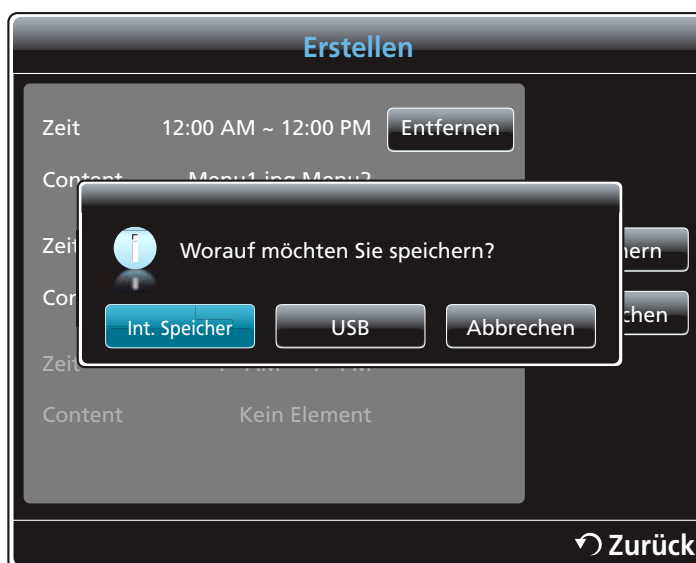 Erstellen
Zeit 12:00 AM ~ 12:00 PM Entfernen
Worauf möchten Sie speichern?
Int. Speicher USB Abbrechen
Zeit
Content Kein Element
Zurück